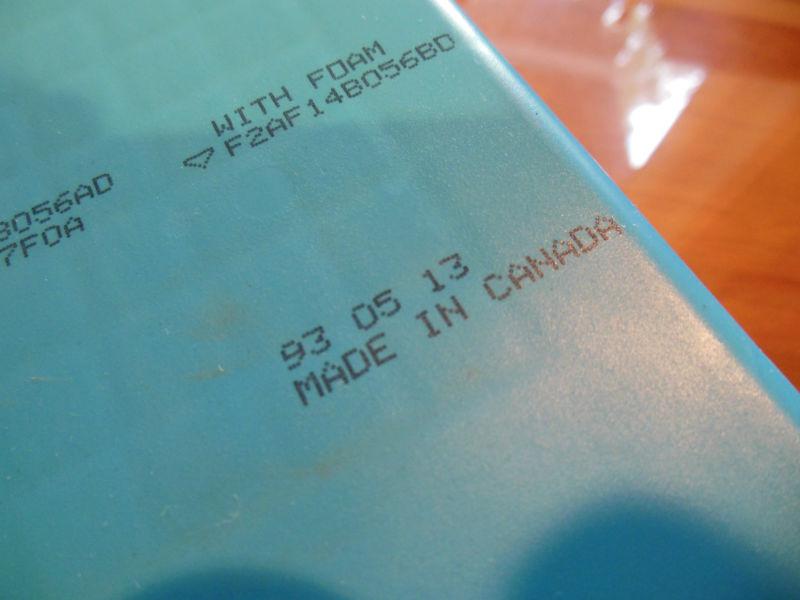 WITH FOAM
F2AF14B056BD
B056AD
7F0A
93 05 13
MADE IN CANADA